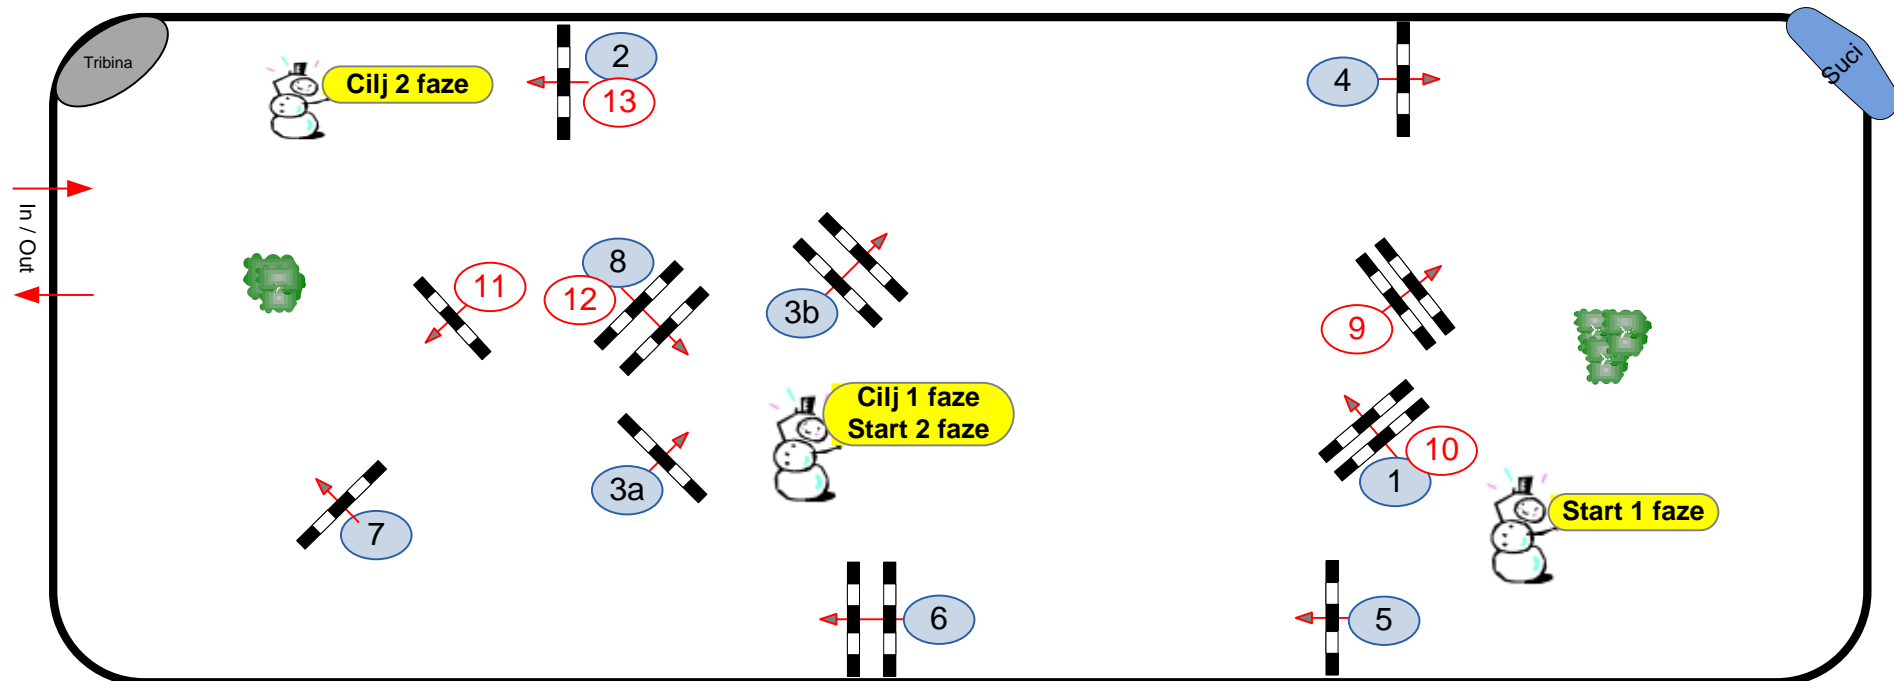 Tribina
Cilj 2 faze
2
13
4
Suci
In / Out
11
8
12
3b
9
Cilj 1 faze
Start 2 faze
3a
10
1
7
Start 1 faze
6
5